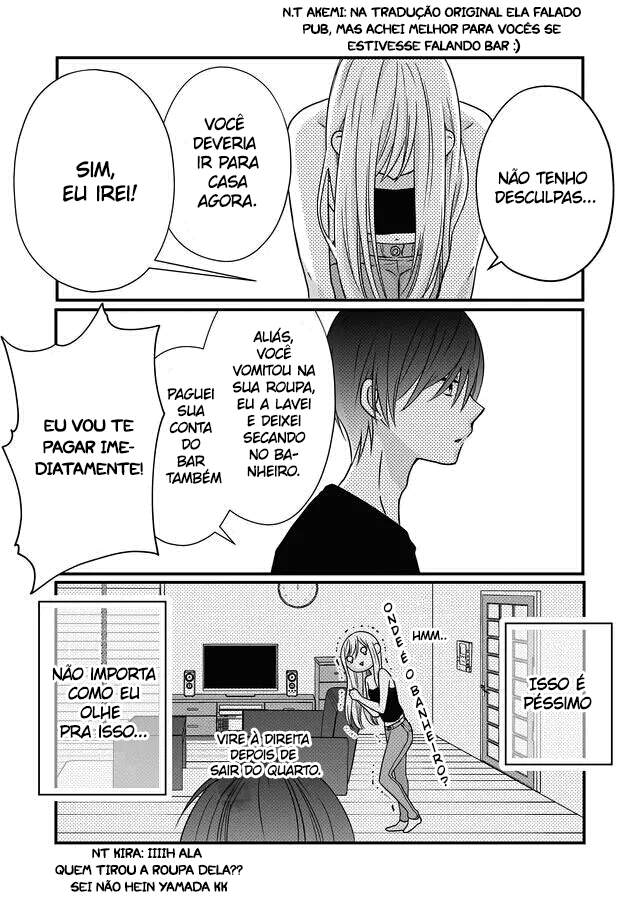 N.T AKEMI: NA TRADUÇÃO ORIGINAL ELA FALADO
PUB, MAS ACHEI MELHOR PARA VOCÉS SE
ESTIVESSE FALANDO BAR :)
NÃO TENHO
DESCULPAS...
VOCÊ
DEVERIA
IR PARA
CASA
AGORA.
SIM,
EU IREI!
ALIÁS,
VOCÊ
VOMITOU NA
SUA ROUPA,
EU A LAVEI
E DEIXEI
SECANDO
NO BA-
NHEIRO.
PAGUEI
SUA
CONTA
DO
BAR
TAMBÉM
EU VOU TE
PAGAR IME-
DIATAMENTE!
ISSO É
PÉSSIMO
HMM..
ONDE É O BANHEIRO?
VIRE À DIREITA
DEPOIS DE
SAIR DO QUARTO.
NÃO IMPORTA
COMO EU
OLHE
PRA ISSO...
NT KIRA: IIIIH ALA
QUEM TIROU A ROUPA DELA??
SEI NÃO HEIN YAMADA KK